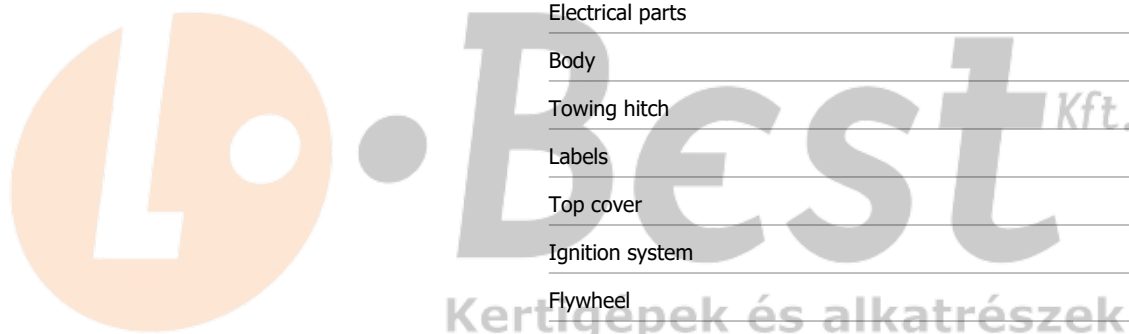 Electrical parts
Body
Towing hitch
Labels
Top cover
Ignition system
Flywheel
L•Best Kft.
Kertigépek és alkatrészek